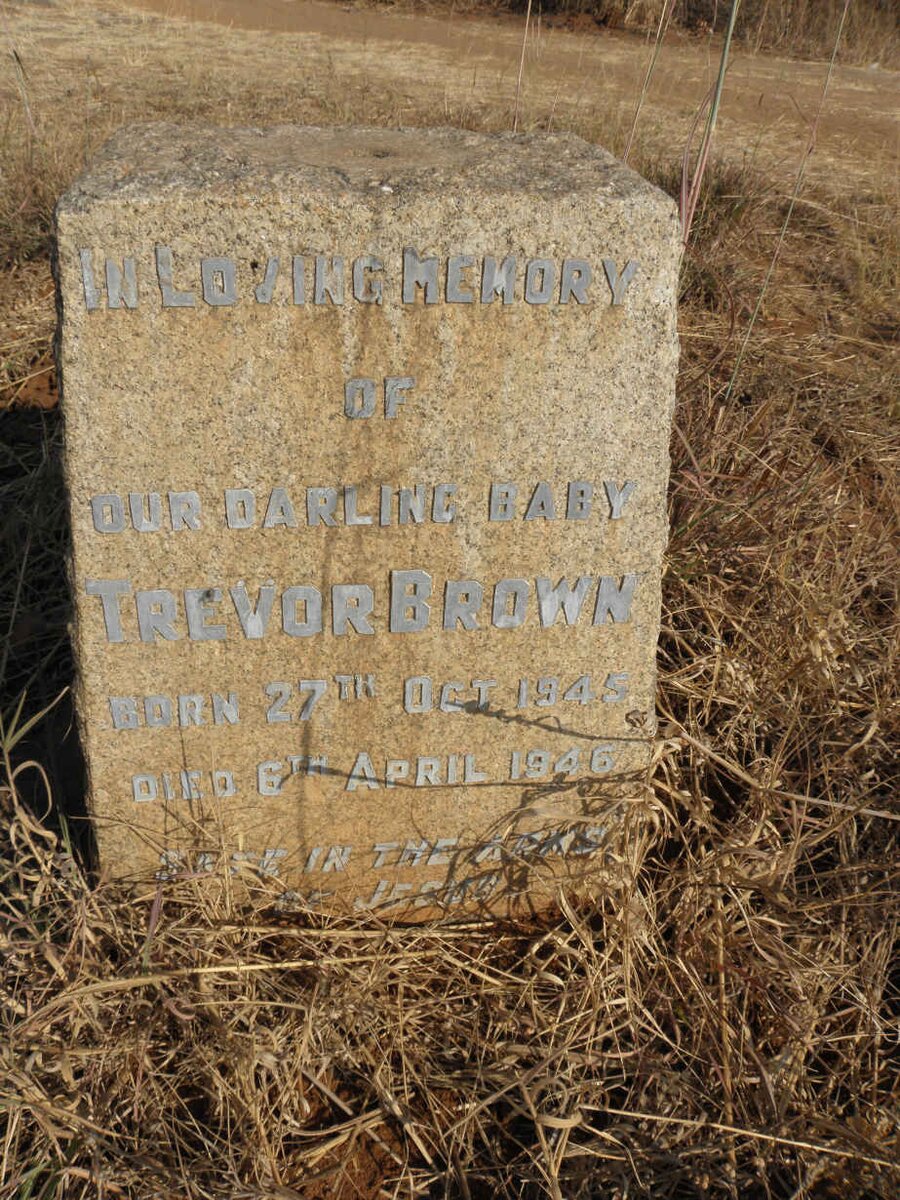 IN LOVING MEMORY
OF
OUR DARLING BABY
TREVOR BROWN
BORN 27TH OCT 1945
DIED 6TH APRIL 1946
SAFE IN THE ARMS
OF JESUS